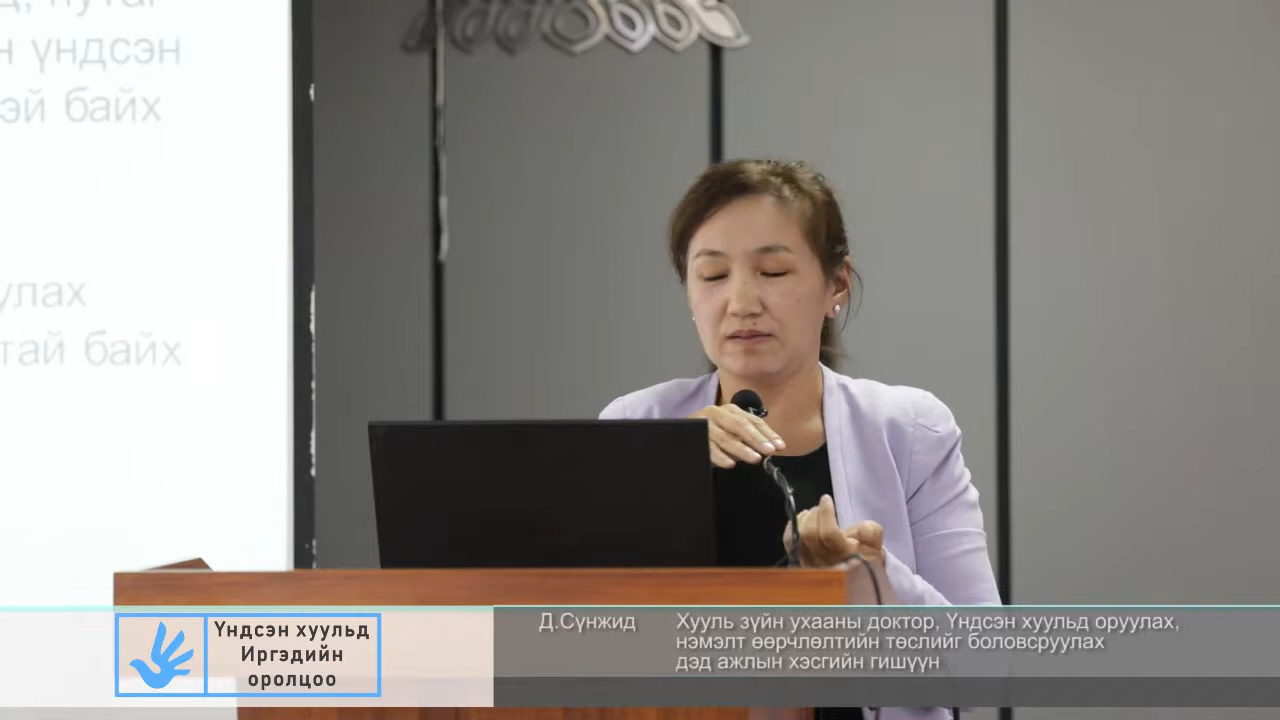 н үндсэн
эй байх
улах
тай байх
Үндсэн хуульд
Иргэдийн
оролцоо
Д.Сүнжид
Хууль зүйн ухааны доктор, Үндсэн хуульд оруулах,
нэмэлт өөрчлөлтийн төслийг боловсруулах
дэд ажлын хэсгийн гишүүн